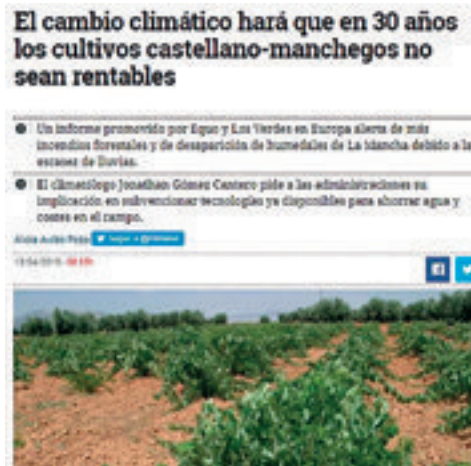 El cambio climático hará que en 30 años
los cultivos castellano-manchegos no
sean rentables
Un informe promovido por Equo y Los Verdes en Europa alerta de más
incendios forestales y de desaparición de humedales de La Mancha debido a la
escasez de lluvias.
El climatólogo Jonathan Gómez Cantero pide a las administraciones su
implicación en subvencionar tecnologías ya disponibles para ahorrar agua y
costes en el campo.